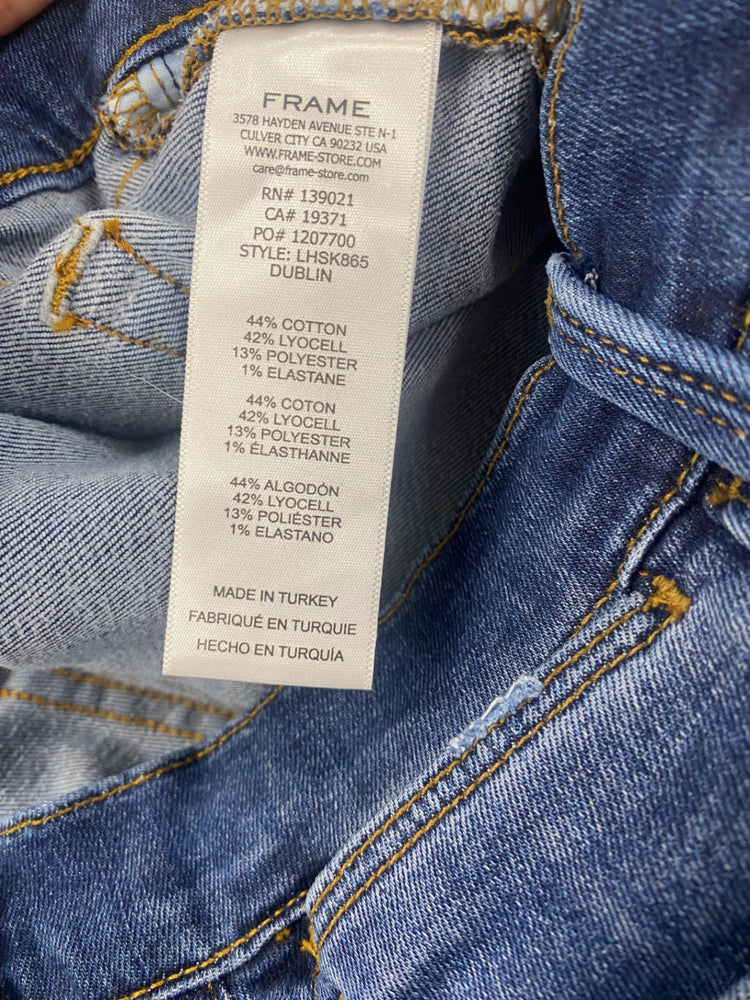 FRAME
3578 HAYDEN AVENUE STE N-1
CULVER CITY CA 90232 USA
WWW.FRAME-STORE.COM
care@frame-store.com
RN# 139021
CA# 19371
PO# 1207700
STYLE: LHSK865
DUBLIN
44% COTTON
42% LYOCELL
13% POLYESTER
1% ELASTANE
44% COTON
42% LYOCELL
13% POLYESTER
1% ÉLASTHANNE
44% ALGODÓN
42% LYOCELL
13% POLIÉSTER
1% ELASTANO
MADE IN TURKEY
FABRIQUÉ EN TURQUIE
HECHO EN TURQUÍA